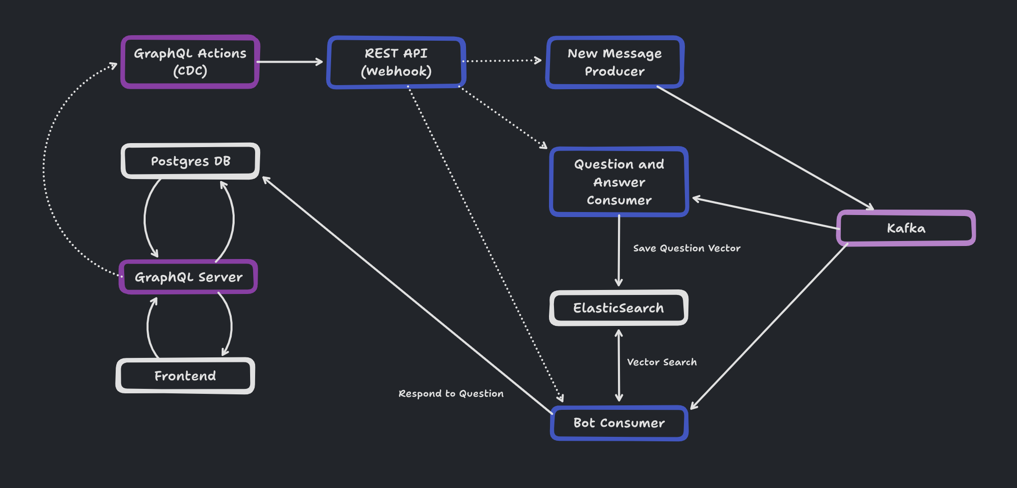 GraphQL Actions
(CDC)
REST API
(Webhook)
New Message
Producer
Postgres DB
Question and
Answer
Consumer
Kafka
Save Question Vector
GraphQL Server
ElasticSearch
Vector Search
Frontend
Respond to Question
Bot Consumer